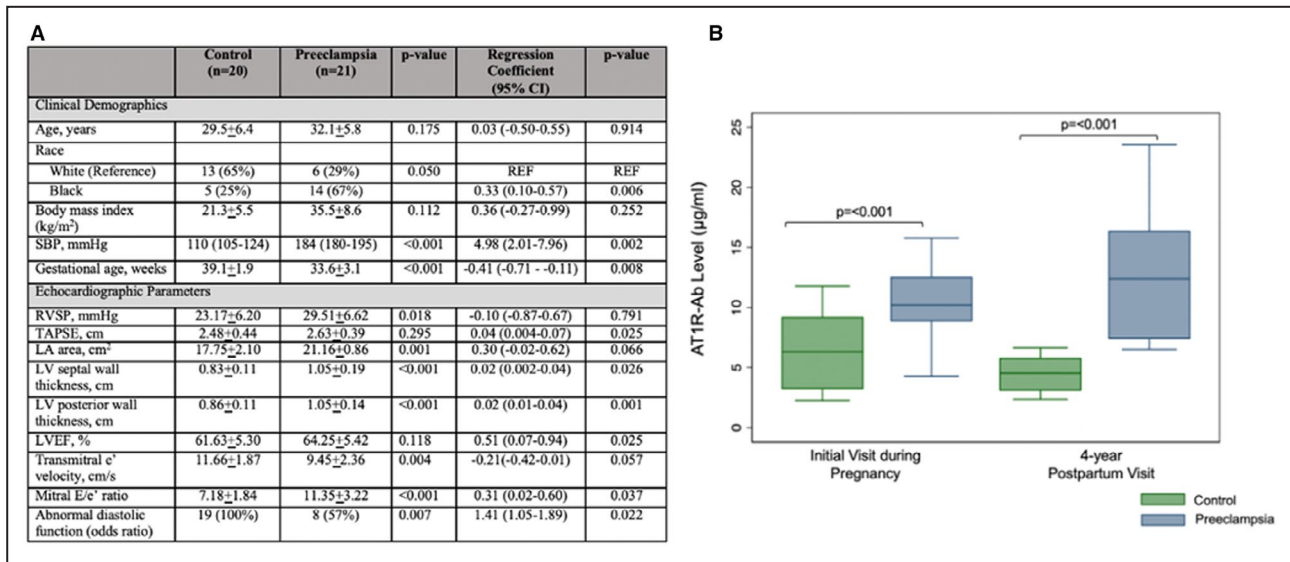 A
Control (n=20) Preeclampsia (n=21) p-value Regression Coefficient (95% CI) p-value
Clinical Demographics
Age, years 29.5±6.4 32.1±5.8 0.175 0.03 (-0.50-0.55) 0.914
Race
White (Reference) 13 (65%) 6 (29%) 0.050 REF REF
Black 5 (25%) 14 (67%) 0.33 (0.10-0.57) 0.006
Body mass index (kg/m²) 21.3±5.5 35.5±8.6 0.112 0.36 (-0.27-0.99) 0.252
SBP, mmHg 110 (105-124) 184 (180-195) <0.001 4.98 (2.01-7.96) 0.002
Gestational age, weeks 39.1±1.9 33.6±3.1 <0.001 -0.41 (-0.71 - -0.11) 0.008
Echocardiographic Parameters
RVSP, mmHg 23.17±6.20 29.51±6.62 0.018 -0.10 (-0.87-0.67) 0.791
TAPSE, cm 2.48±0.44 2.63±0.39 0.295 0.04 (0.004-0.07) 0.025
LA area, cm² 17.75±2.10 21.16±0.86 0.001 0.30 (-0.02-0.62) 0.066
LV septal wall thickness, cm 0.83±0.11 1.05±0.19 <0.001 0.02 (0.002-0.04) 0.026
LV posterior wall thickness, cm 0.86±0.11 1.05±0.14 <0.001 0.02 (0.01-0.04) 0.001
LVEF, % 61.63±5.30 64.25±5.42 0.118 0.51 (0.07-0.94) 0.025
Transmitral e' velocity, cm/s 11.66±1.87 9.45±2.36 0.004 -0.21(-0.42-0.01) 0.057
Mitral E/e' ratio 7.18±1.84 11.35±3.22 <0.001 0.31 (0.02-0.60) 0.037
Abnormal diastolic function (odds ratio) 19 (100%) 8 (57%) 0.007 1.41 (1.05-1.89) 0.022
B
AT1R-Ab Level (µg/ml)
25
20
15
10
5
0
p=<0.001
p=<0.001
Initial Visit during Pregnancy
4-year Postpartum Visit
Control
Preeclampsia